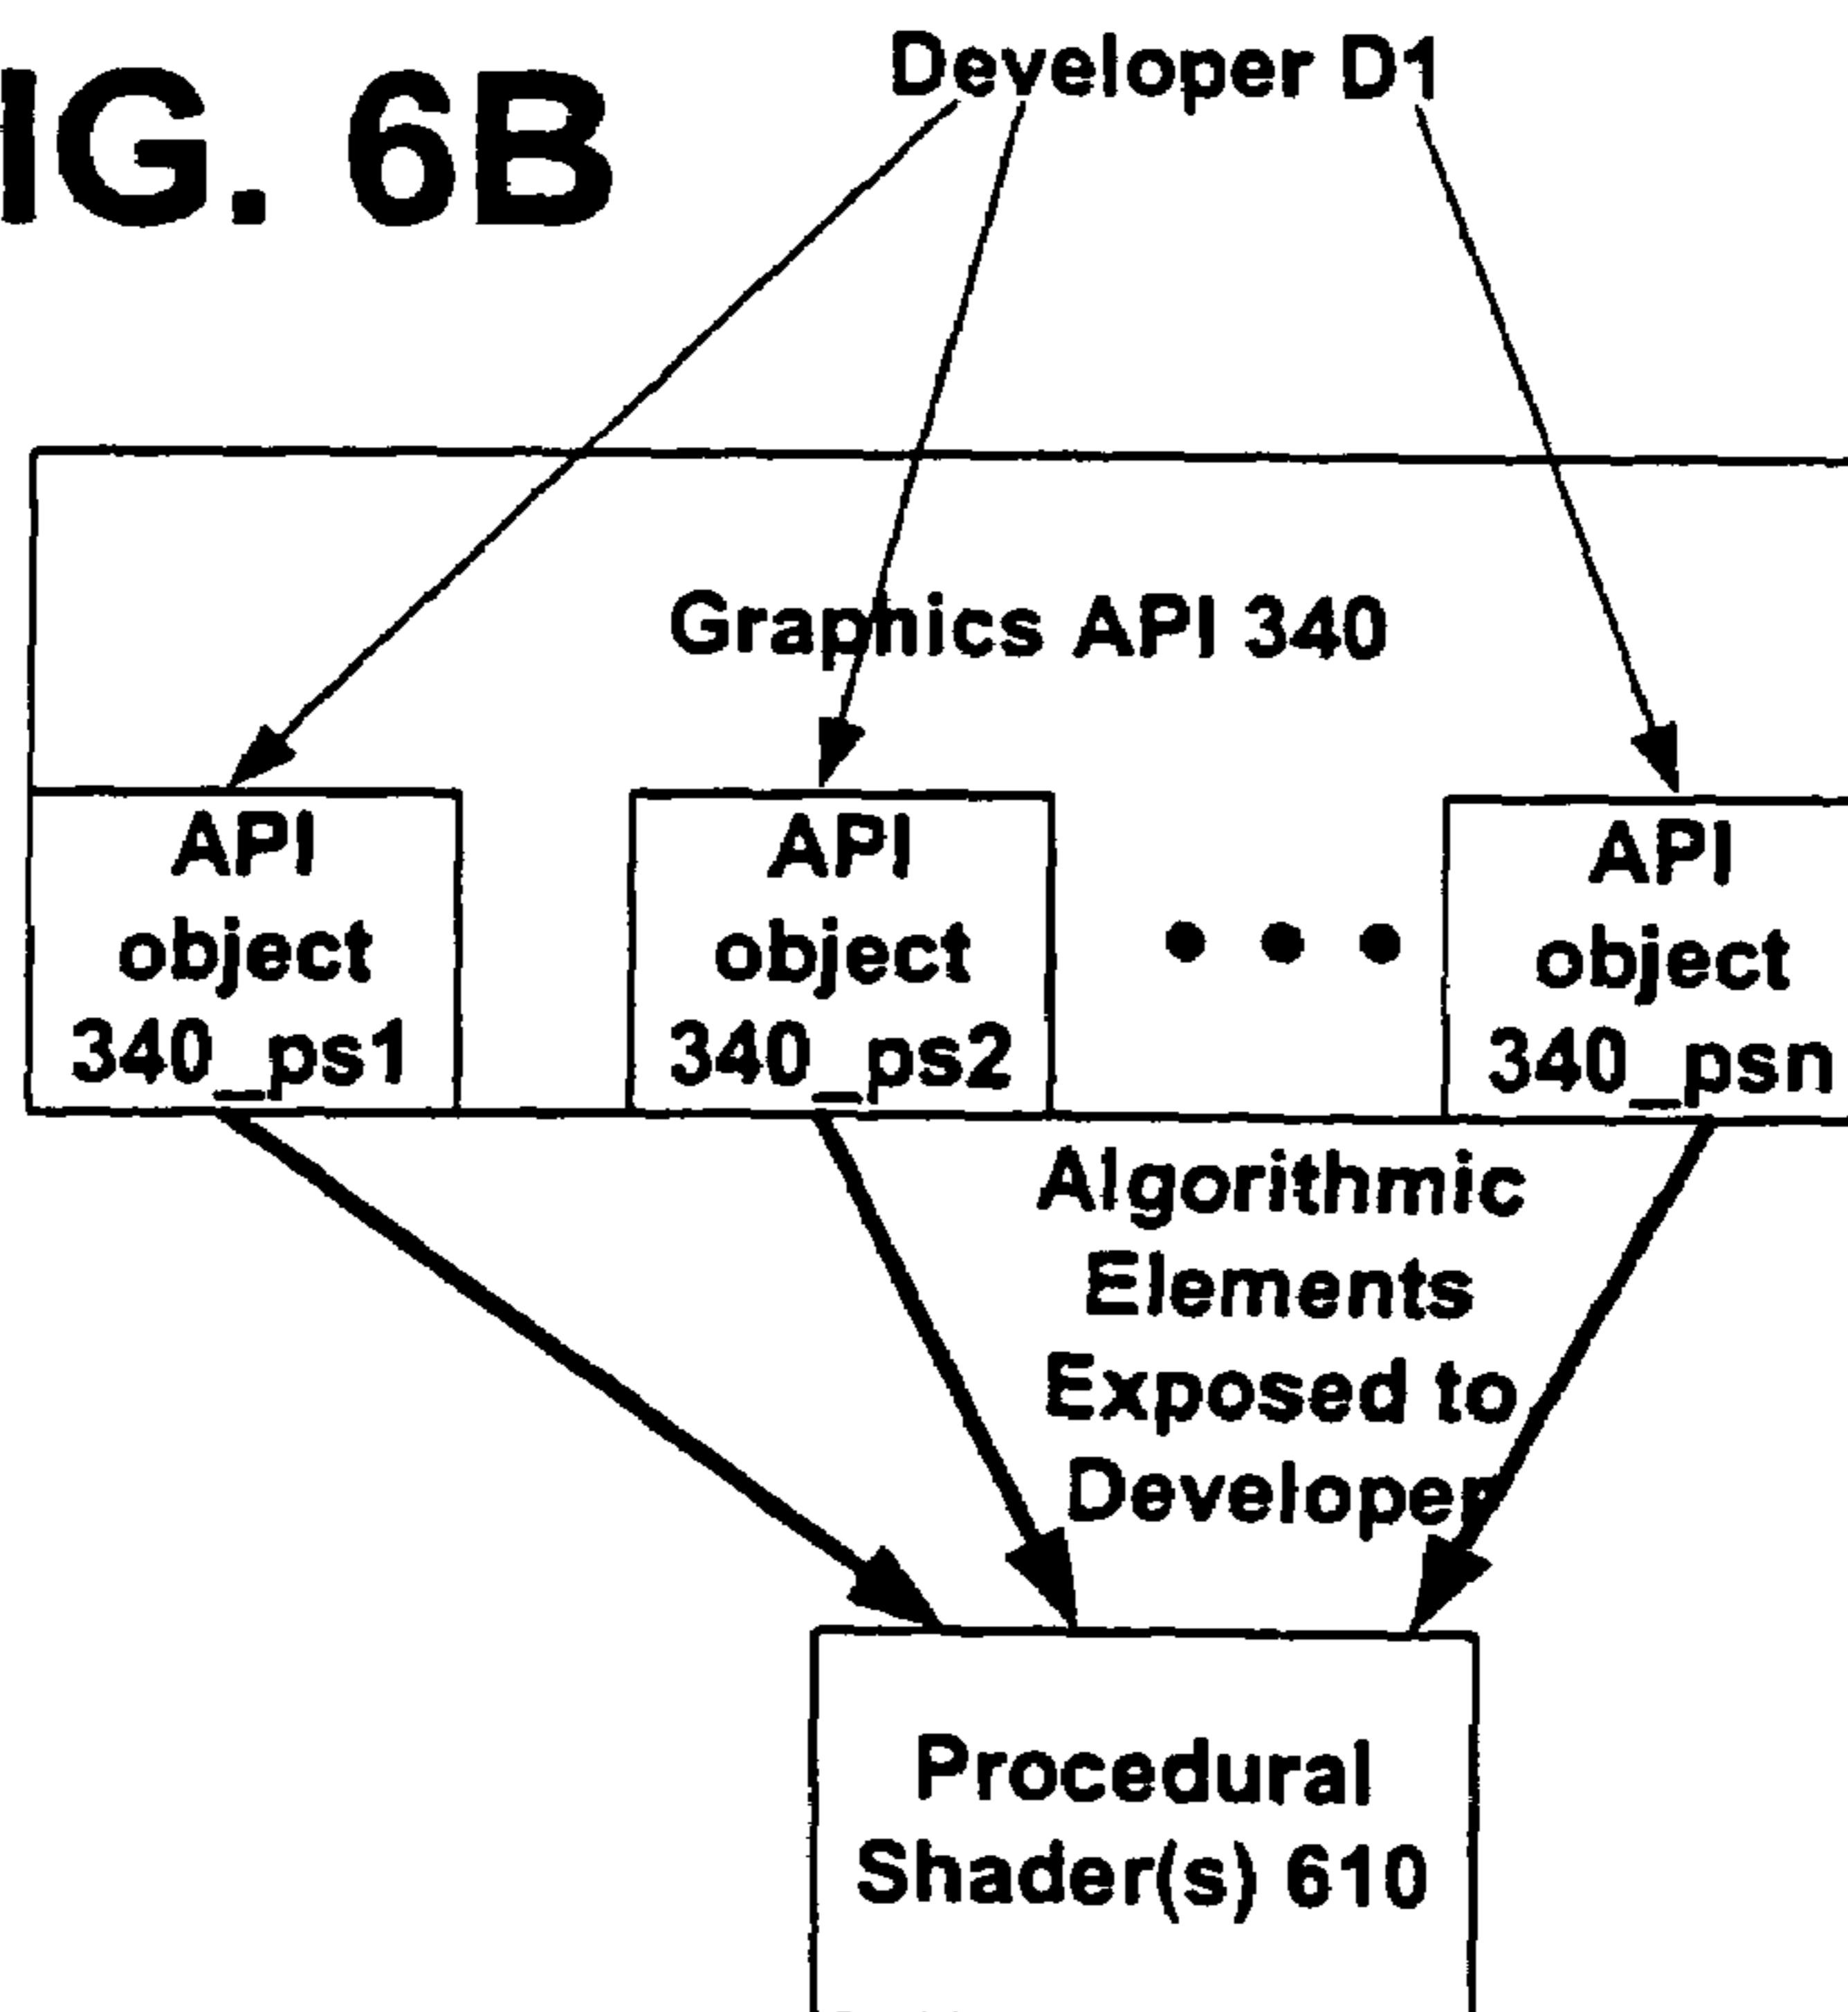 IG. 6B
Developer D1
Graphics API 340
API
object
340_ps1
API
object
340_ps2
API
object
340_psn
Algorithmic
Elements
Exposed to
Developer
Procedural
Shader(s) 610